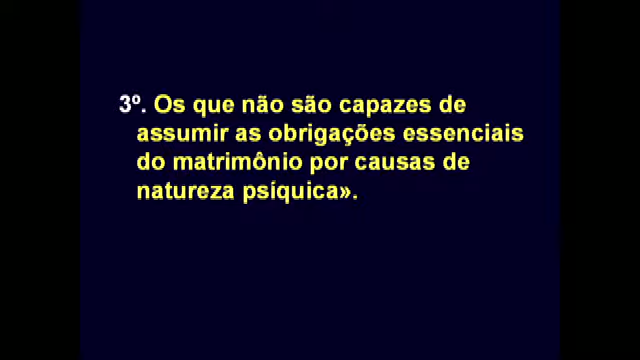 3º. Os que não são capazes de
assumir as obrigações essenciais
do matrimônio por causas de
natureza psíquica».